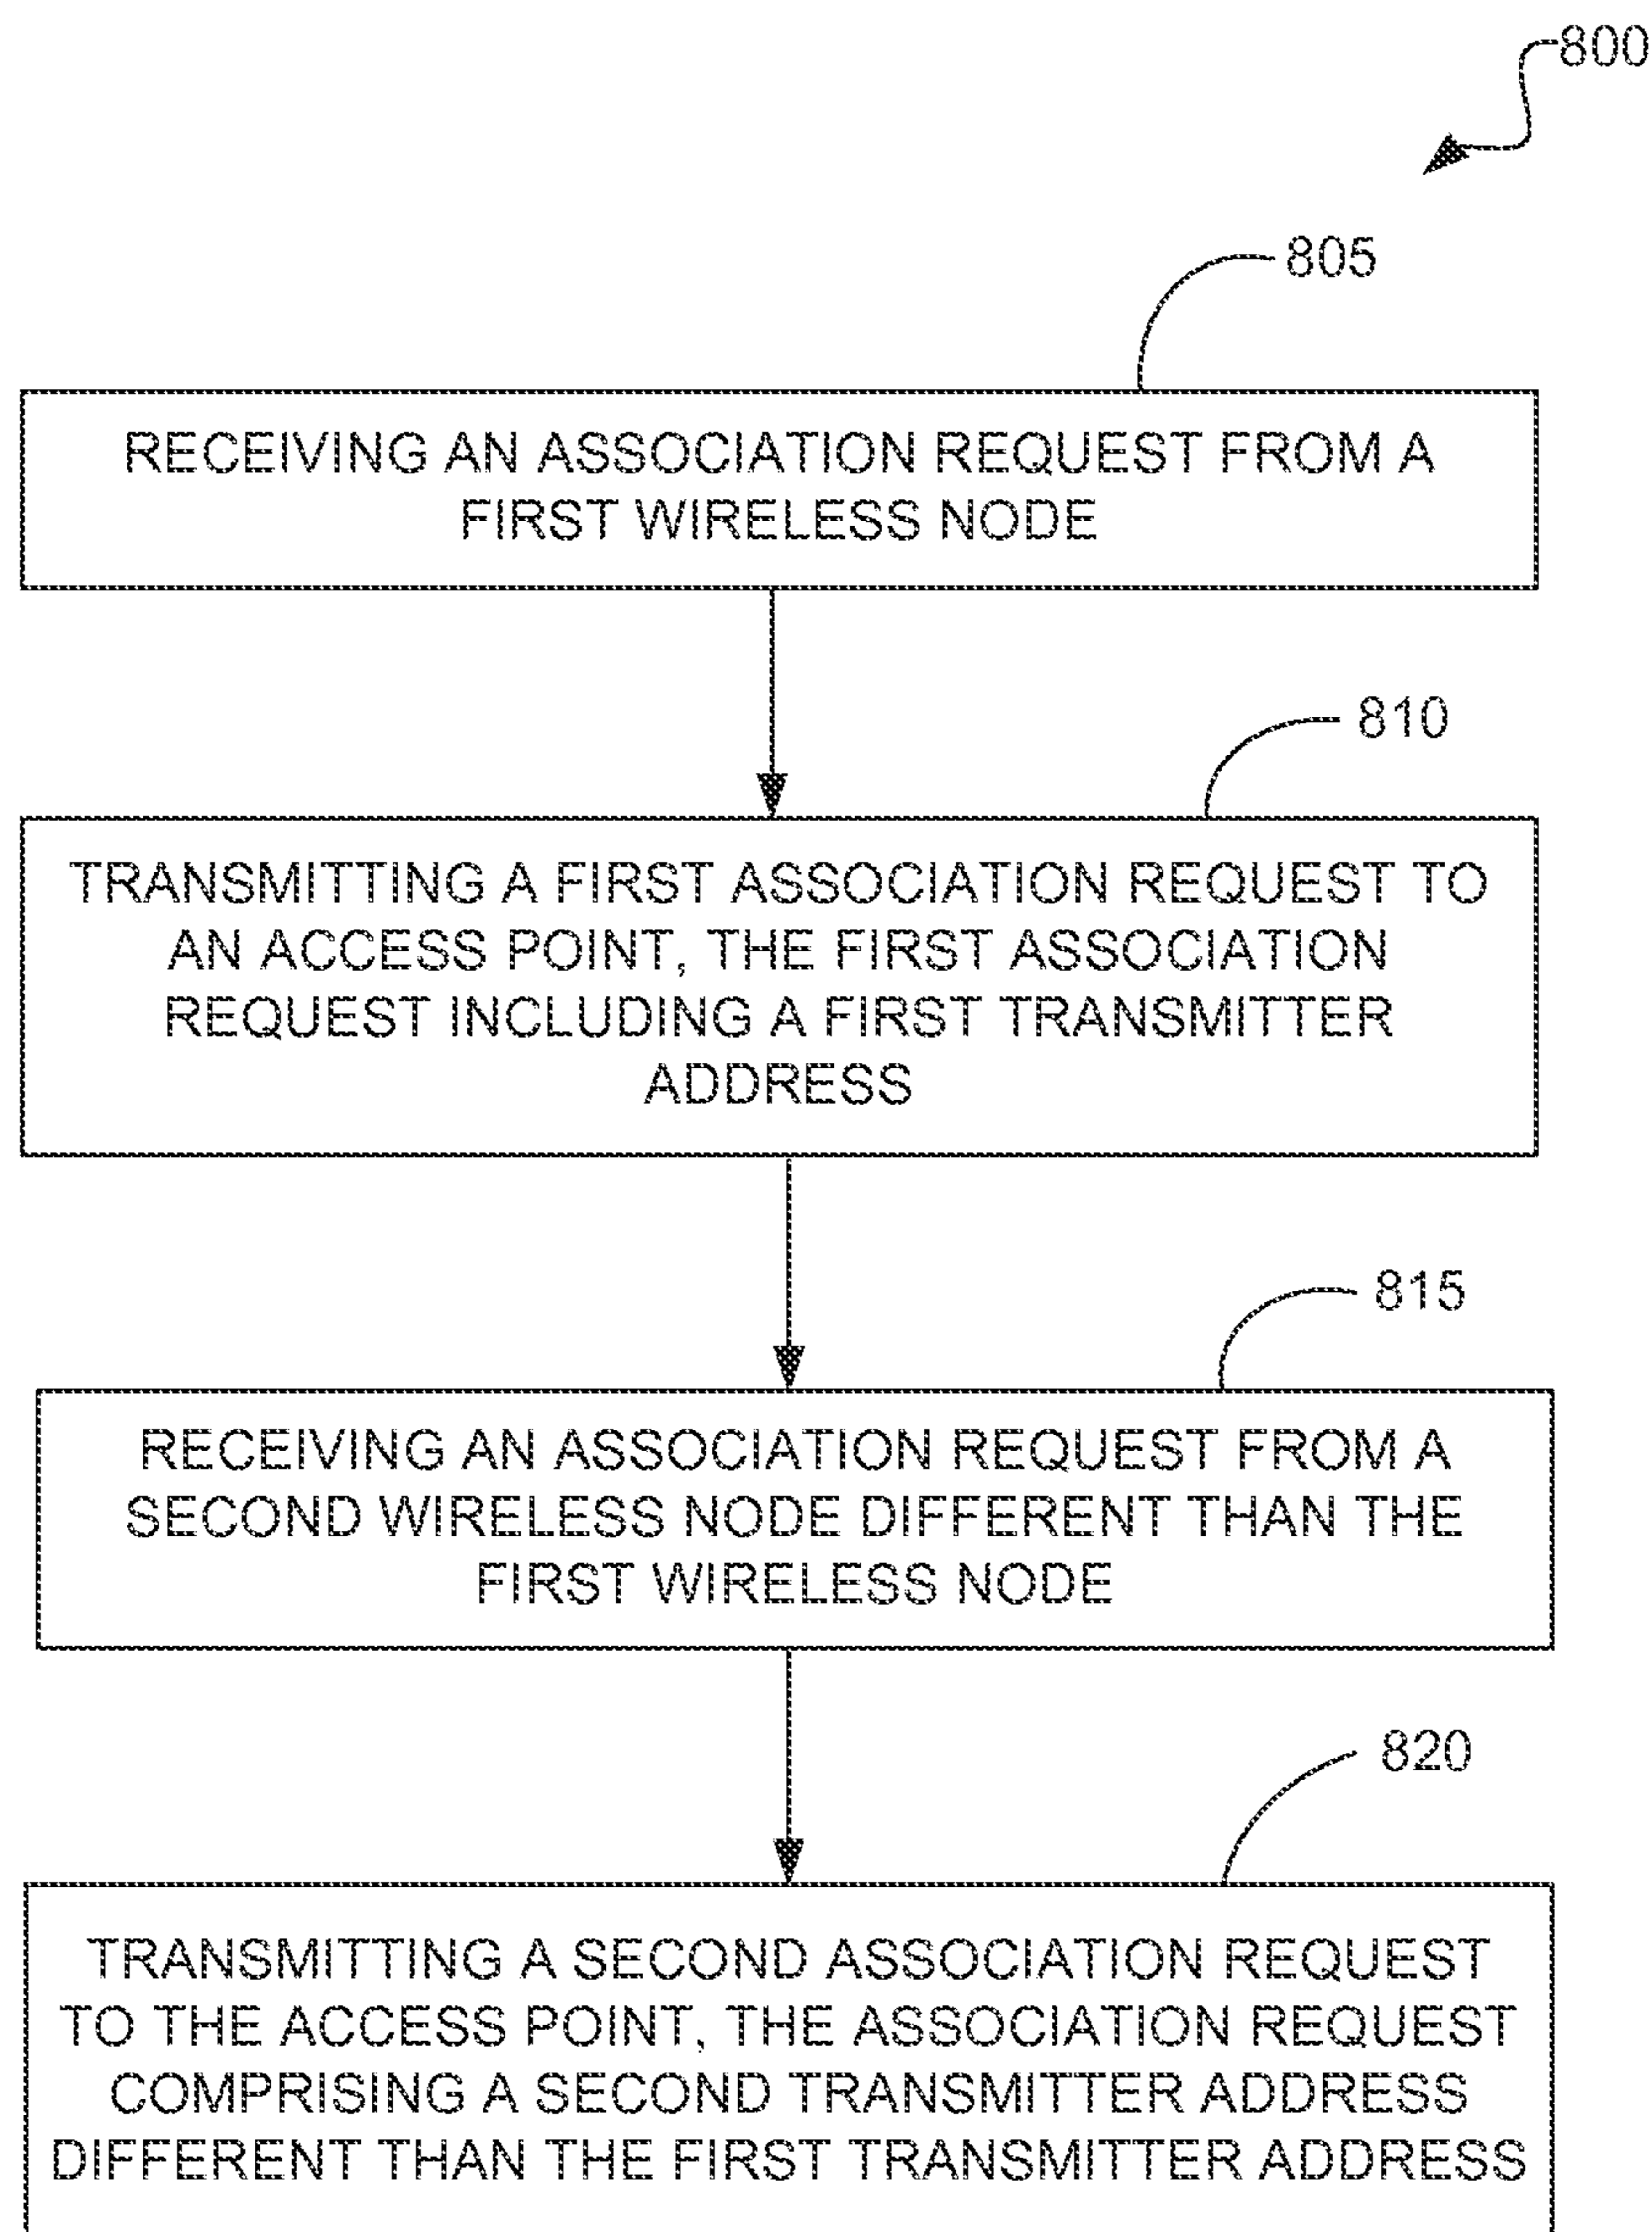 800
805
RECEIVING AN ASSOCIATION REQUEST FROM A
FIRST WIRELESS NODE
810
TRANSMITTING A FIRST ASSOCIATION REQUEST TO
AN ACCESS POINT, THE FIRST ASSOCIATION
REQUEST INCLUDING A FIRST TRANSMITTER
ADDRESS
815
RECEIVING AN ASSOCIATION REQUEST FROM A
SECOND WIRELESS NODE DIFFERENT THAN THE
FIRST WIRELESS NODE
820
TRANSMITTING A SECOND ASSOCIATION REQUEST
TO THE ACCESS POINT, THE ASSOCIATION REQUEST
COMPRISING A SECOND TRANSMITTER ADDRESS
DIFFERENT THAN THE FIRST TRANSMITTER ADDRESS